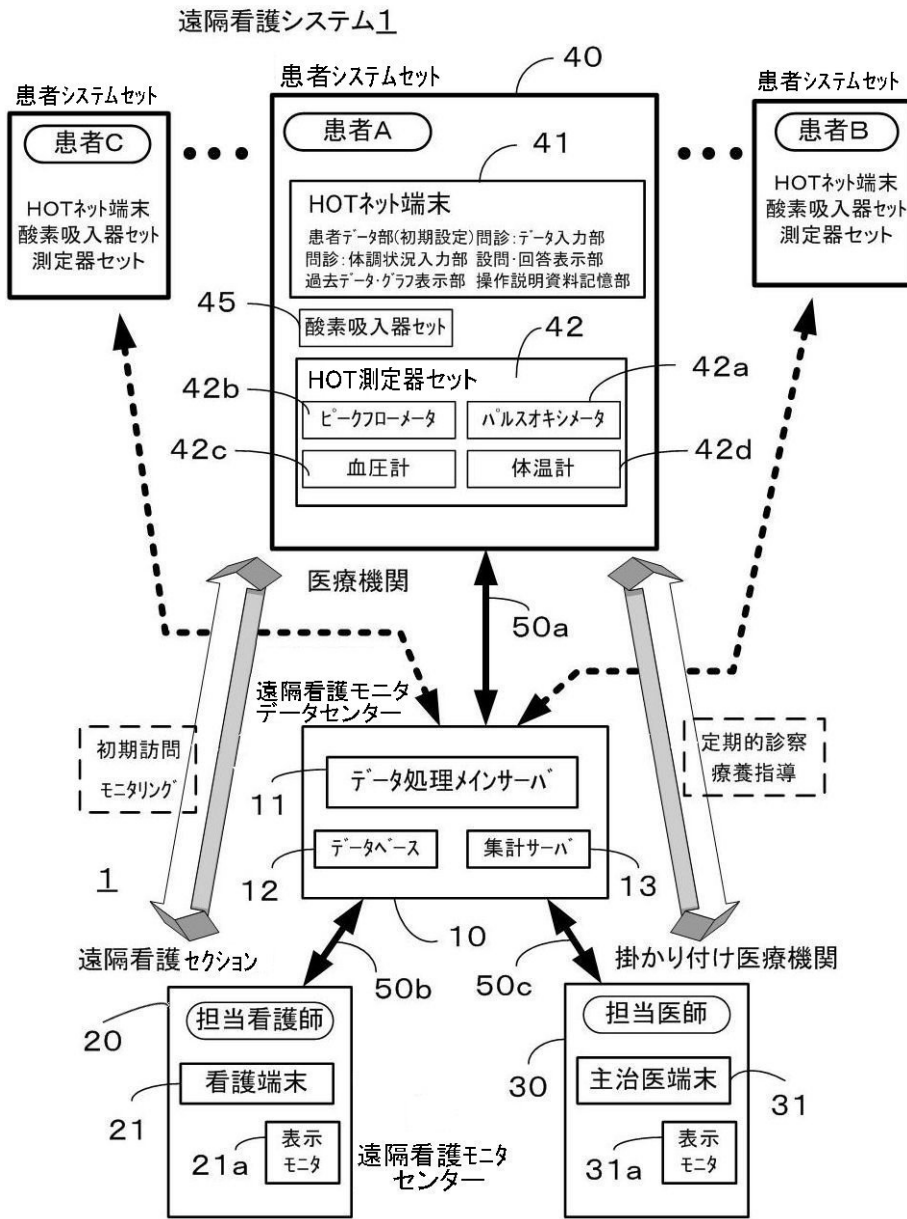 遠隔看護システム1
患者システムセット
患者C
HOTネット端末
酸素吸入器セット
測定器セット
患者システムセット
40
患者A
41
HOTネット端末
患者データ部(初期設定)問診:データ入力部
問診:体調状況入力部 設問・回答表示部
過去データ・グラフ表示部 操作説明資料記憶部
45
酸素吸入器セット
42
HOT測定器セット
42b
42a
ピークフローメータ
パルスオキシメータ
42c
血圧計
体温計
42d
患者システムセット
患者B
HOTネット端末
酸素吸入器セット
測定器セット
医療機関
50a
遠隔看護モニタ
データセンター
初期訪問
モニタリング
定期的診察
療養指導
11
データ処理メインサーバ
データベース
集計サーバ
12
13
1
10
遠隔看護セクション
50b
50c
掛かり付け医療機関
20
担当看護師
看護端末
21
21a
表示
モニタ
遠隔看護モニタ
センター
30
担当医師
主治医端末
31
31a
表示
モニタ